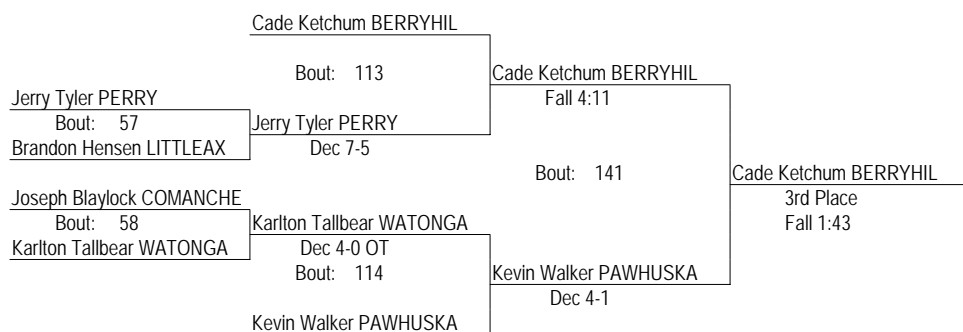 Cade Ketchum BERRYHIL
Bout: 113
Cade Ketchum BERRYHIL
Jerry Tyler PERRY
Fall 4:11
Bout: 57
Jerry Tyler PERRY
Brandon Hensen LITTLEAX
Dec 7-5
Bout: 141
Cade Ketchum BERRYHIL
Joseph Blaylock COMANCHE
3rd Place
Bout: 58
Karlton Tallbear WATONGA
Fall 1:43
Karlton Tallbear WATONGA
Dec 4-0 OT
Bout: 114
Kevin Walker PAWHUSKA
Dec 4-1
Kevin Walker PAWHUSKA